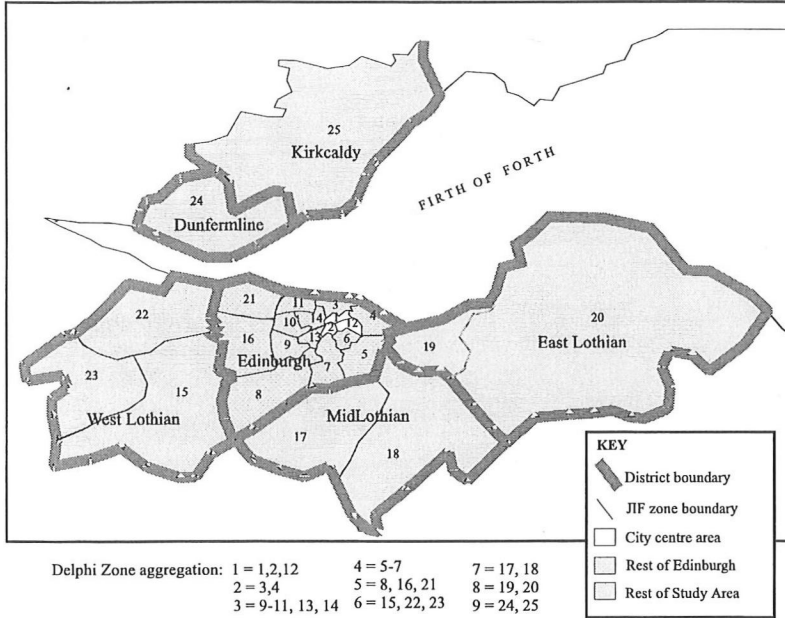 25
Kirkcaldy
FIRTH OF FORTH
24
Dunfermline
21
11
3
4
22
10
14
1
2
12
20
16
13
6
19
East Lothian
9
Edinburgh
5
23
7
15
8
West Lothian
MidLothian
17
18
KEY
District boundary
JIF zone boundary
City centre area
Rest of Edinburgh
Rest of Study Area
Delphi Zone aggregation: 1 = 1,2,12 4 = 5-7 7 = 17, 18
2 = 3,4 5 = 8, 16, 21 8 = 19, 20
3 = 9-11, 13, 14 6 = 15, 22, 23 9 = 24, 25